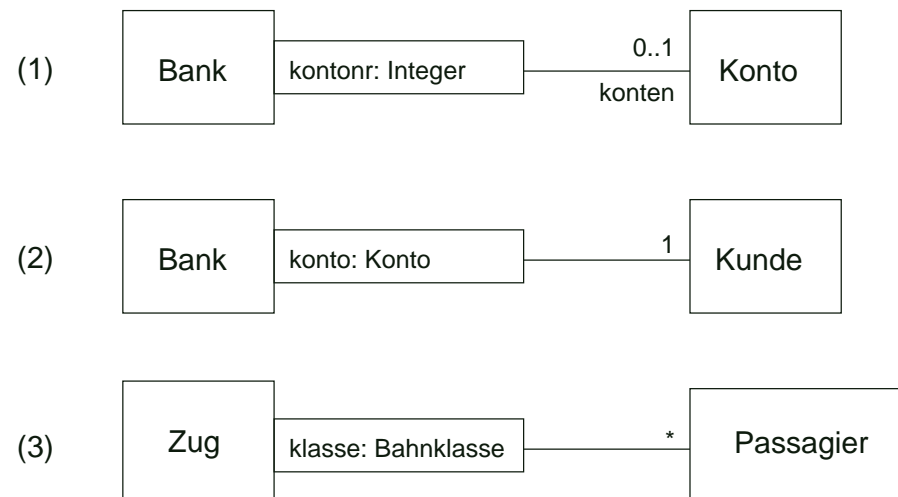 (1) Bank kontonr: Integer 0..1 konten Konto
(2) Bank konto: Konto 1 Kunde
(3) Zug klasse: Bahnklasse * Passagier